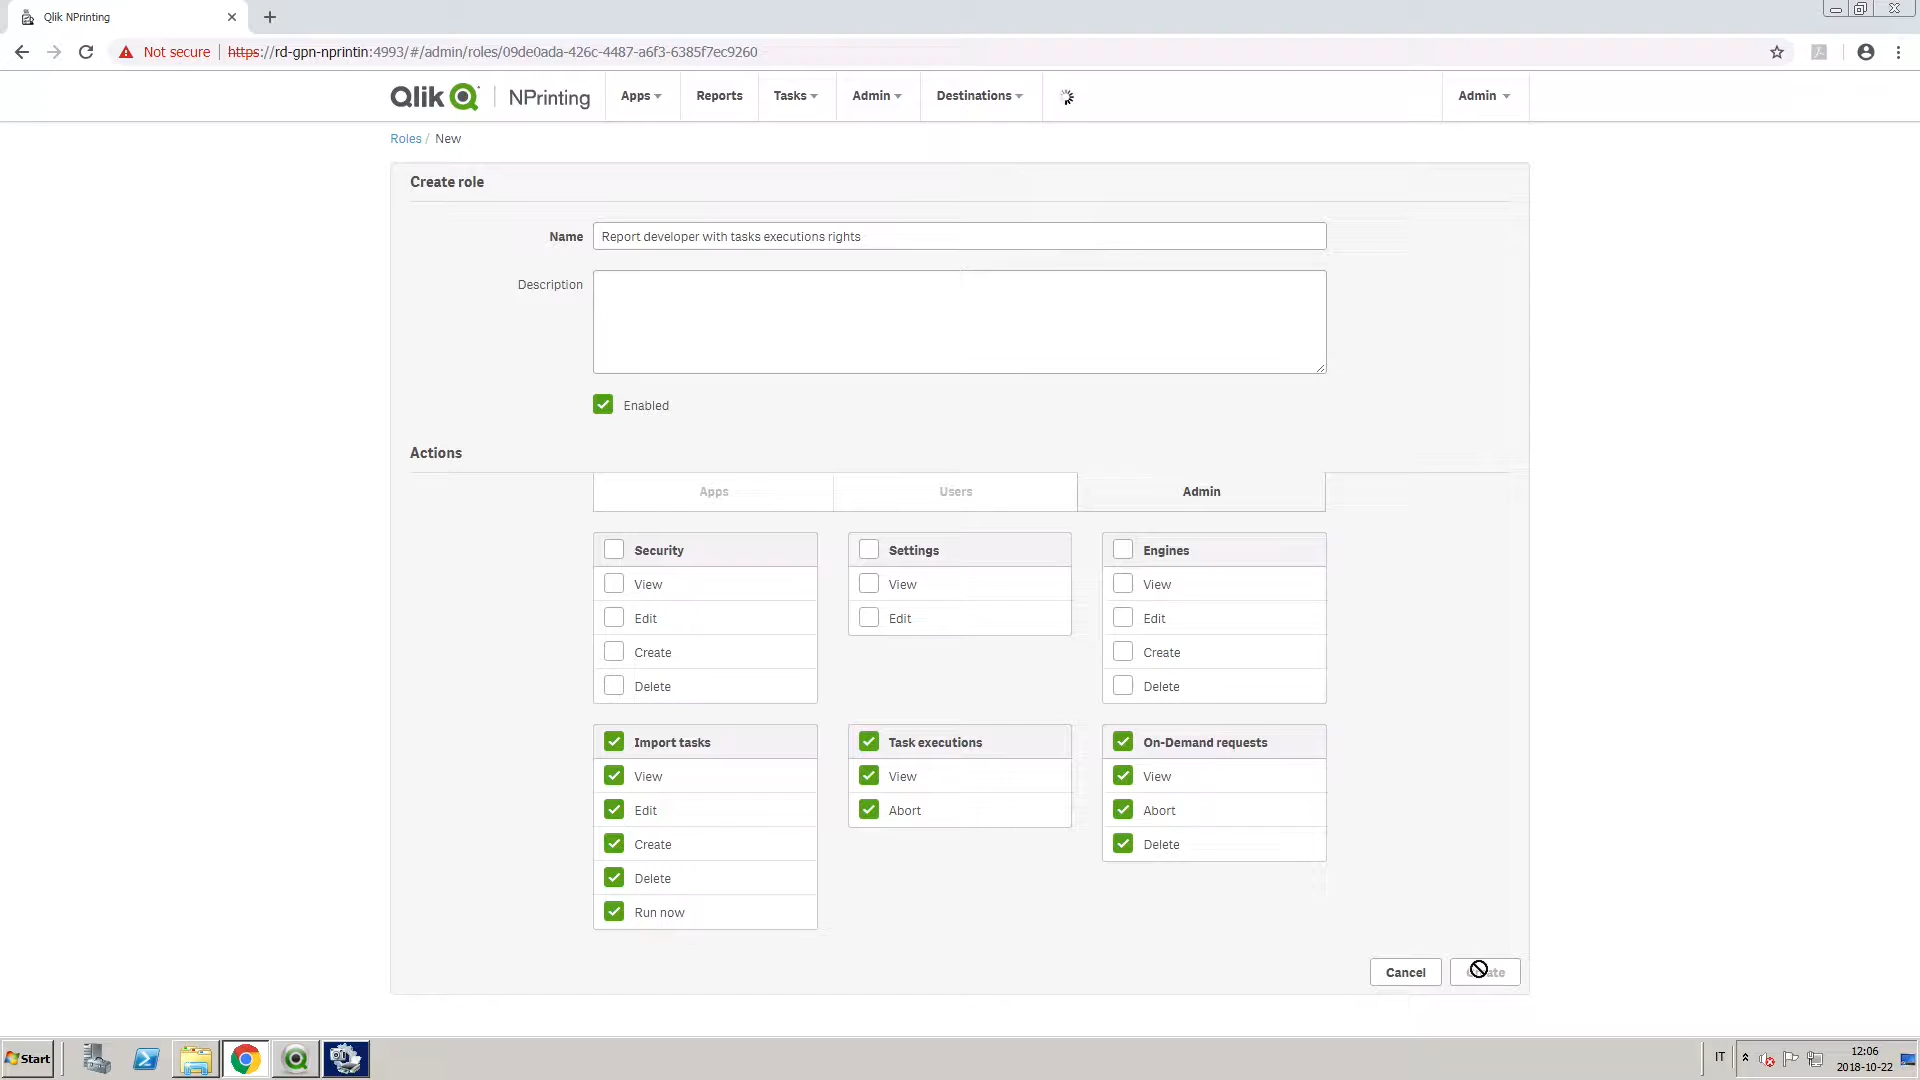 Qlik NPrinting
Not secure https://rd-gpn-nprintin:4993/#/admin/roles/09de0ada-426c-4487-a6f3-6385f7ec9260
Qlik NPrinting Apps Reports Tasks Admin Destinations Admin
Roles / New
Create role
Name Report developer with tasks executions rights
Description
Enabled
Actions
Apps Users Admin
Security Settings Engines
View View View
Edit Edit Edit
Create Create
Delete Delete
Import tasks Task executions On-Demand requests
View View View
Edit Abort Abort
Create Delete
Delete
Run now
Cancel
Start IT 12:06
2018-10-22